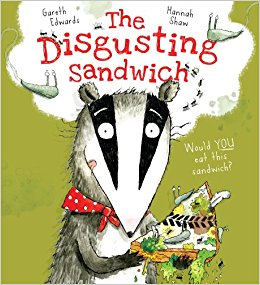 Gareth Edwards
Hannah Shaw
The
Disgusting
Sandwich
Would YOU
eat this
sandwich?